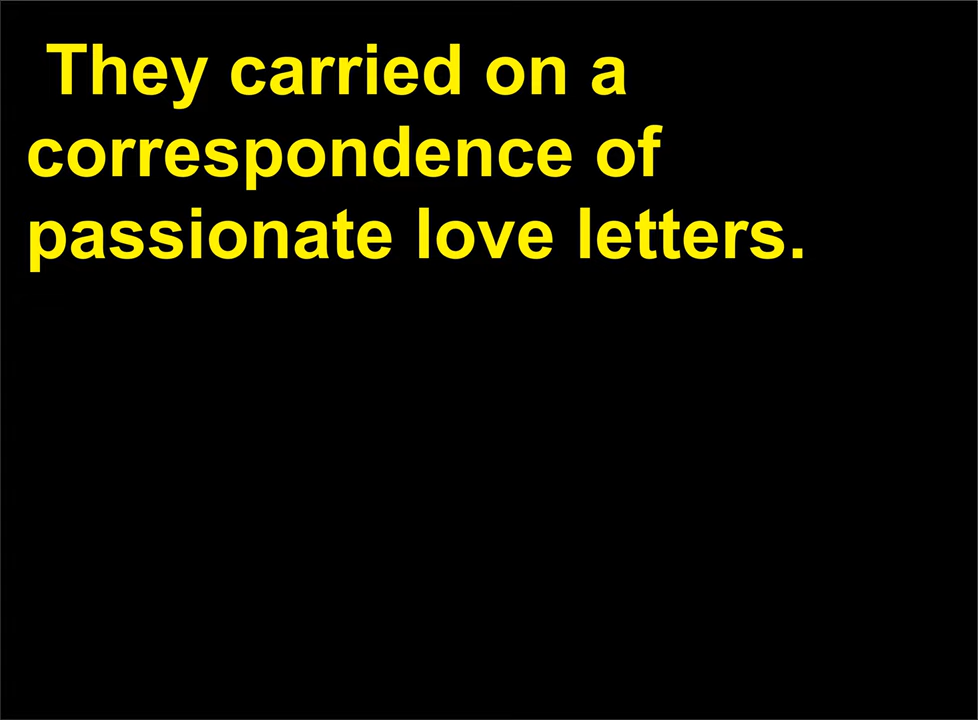 They carried on a
correspondence of
passionate love letters.